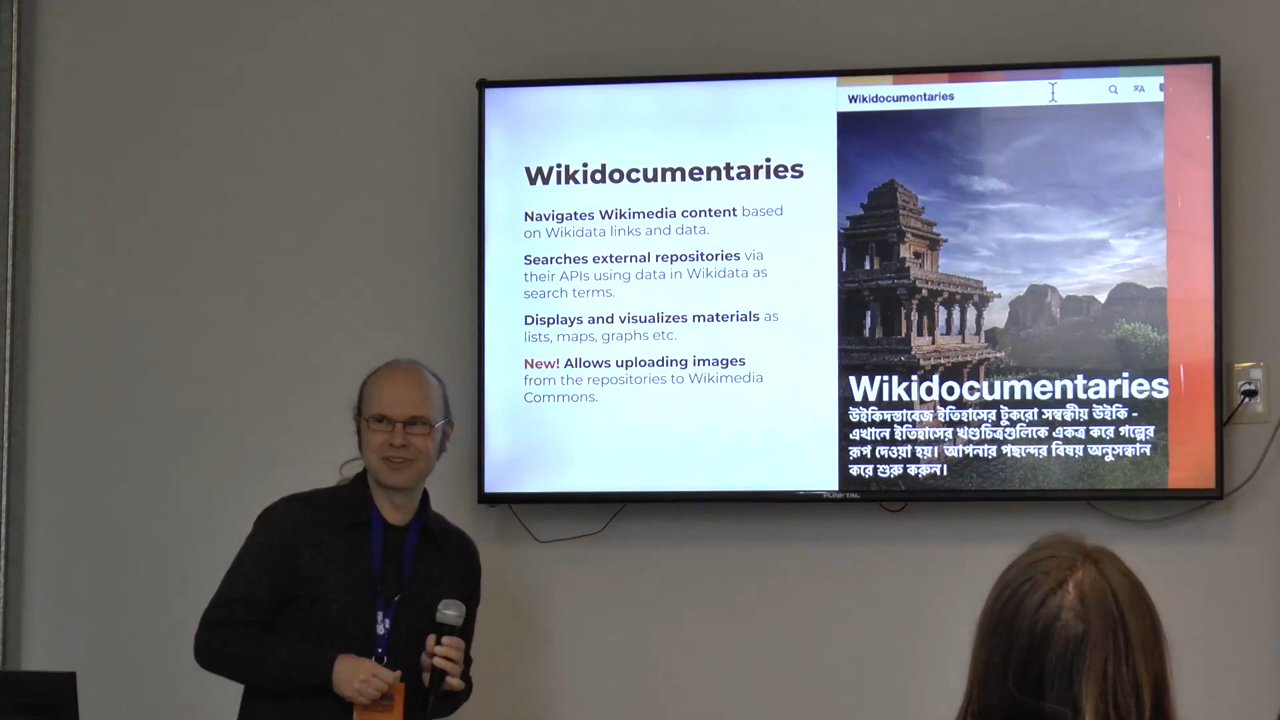 Wikidocumentaries
Navigates Wikimedia content based
on Wikidata links and data.
Searches external repositories via
their APIs using data in Wikidata as
search terms.
Displays and visualizes materials as
lists, maps, graphs etc.
New! Allows uploading images
from the repositories to Wikimedia
Commons.
Wikidocumentaries
Wikidocumentaries
উইকিদস্তাবেজ ইতিহাসের টুকরো সম্বন্ধীয় উইকি -
এখানে ইতিহাসের খণ্ডচিত্রগুলিকে একত্র করে গল্পের
রূপ দেওয়া হয়। আপনার পছন্দের বিষয় অনুসন্ধান
করে শুরু করুন।